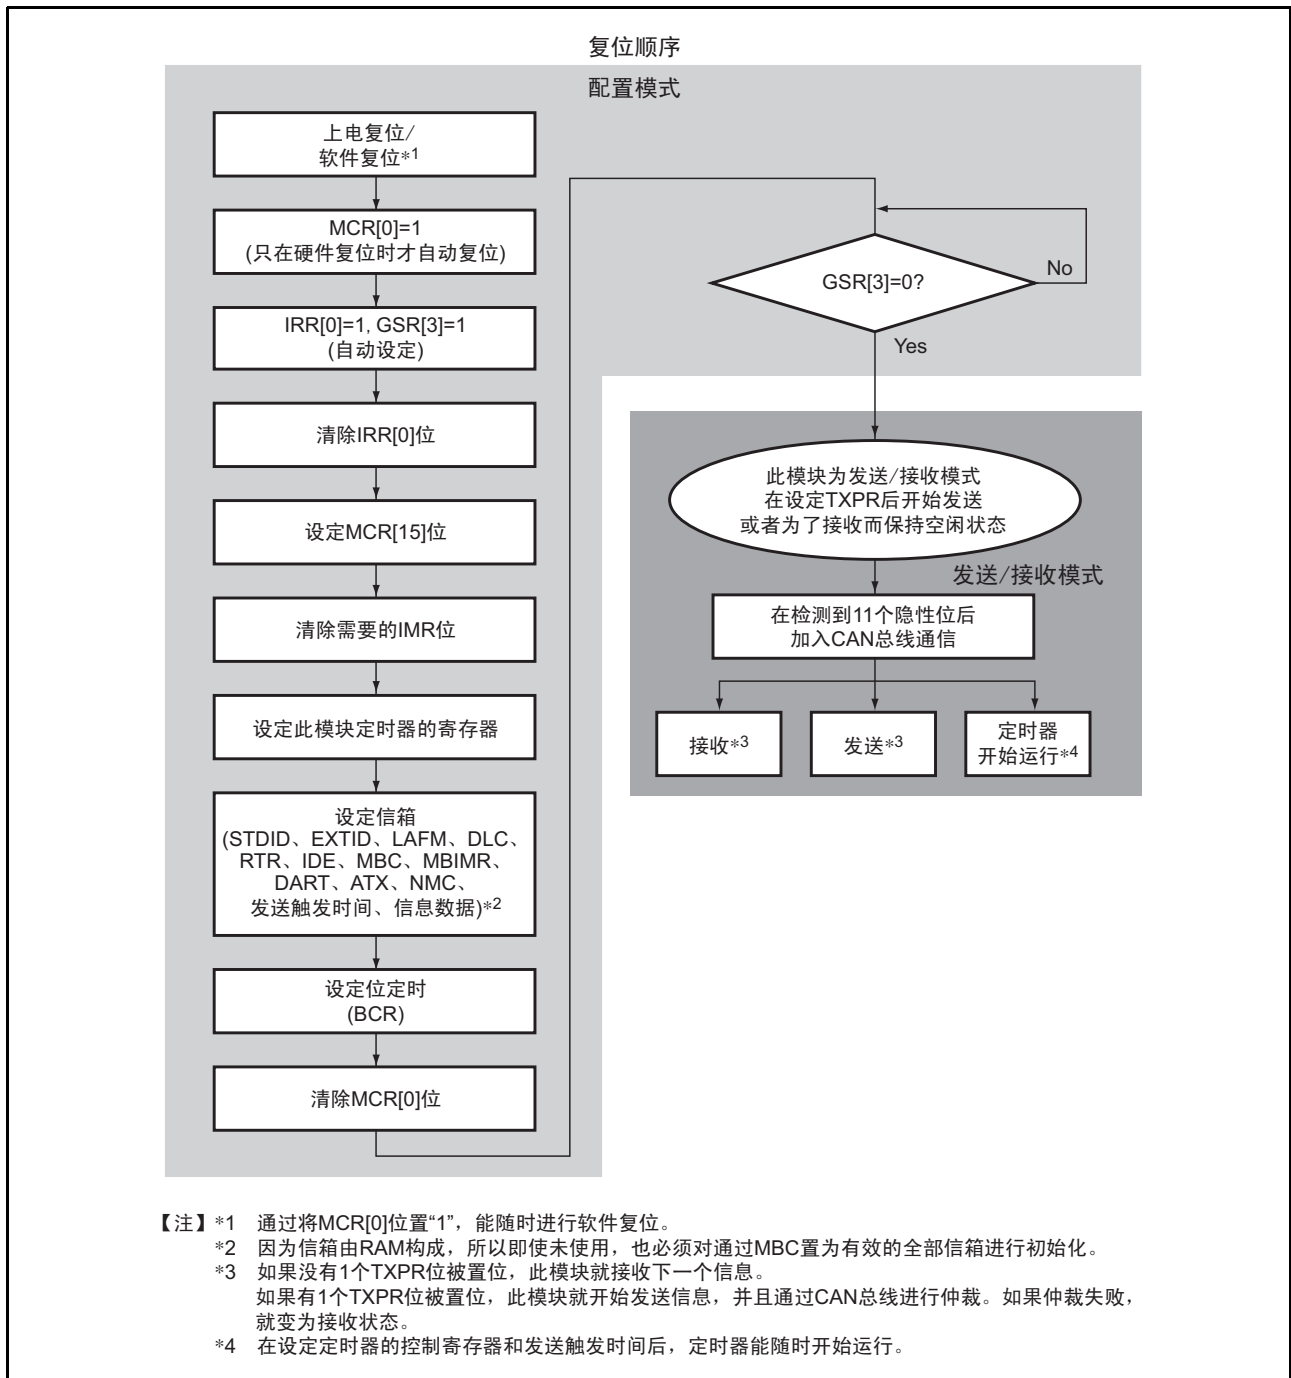 复位顺序
配置模式
上电复位/
软件复位*1
MCR[0]=1
(只在硬件复位时才自动复位)
IRR[0]=1, GSR[3]=1
(自动设定)
清除IRR[0]位
设定MCR[15]位
清除需要的IMR位
设定此模块定时器的寄存器
设定信箱
(STDID、EXTID、LAFM、DLC、
RTR、IDE、MBC、MBIMR、
DART、ATX、NMC、
发送触发时间、信息数据)*2
设定位定时
(BCR)
清除MCR[0]位
GSR[3]=0?
No
Yes
此模块为发送/接收模式
在设定TXPR后开始发送
或者为了接收而保持空闲状态
发送/接收模式
在检测到11个隐性位后
加入CAN总线通信
接收*3
发送*3
定时器
开始运行*4
【注】*1 通过将MCR[0]位置“1”，能随时进行软件复位。
*2 因为信箱由RAM构成，所以即使未使用，也必须对通过MBC置为有效的全部信箱进行初始化。
*3 如果没有1个TXPR位被置位，此模块就接收下一个信息。
如果有1个TXPR位被置位，此模块就开始发送信息，并且通过CAN总线进行仲裁。如果仲裁失败，
就变为接收状态。
*4 在设定定时器的控制寄存器和发送触发时间后，定时器能随时开始运行。